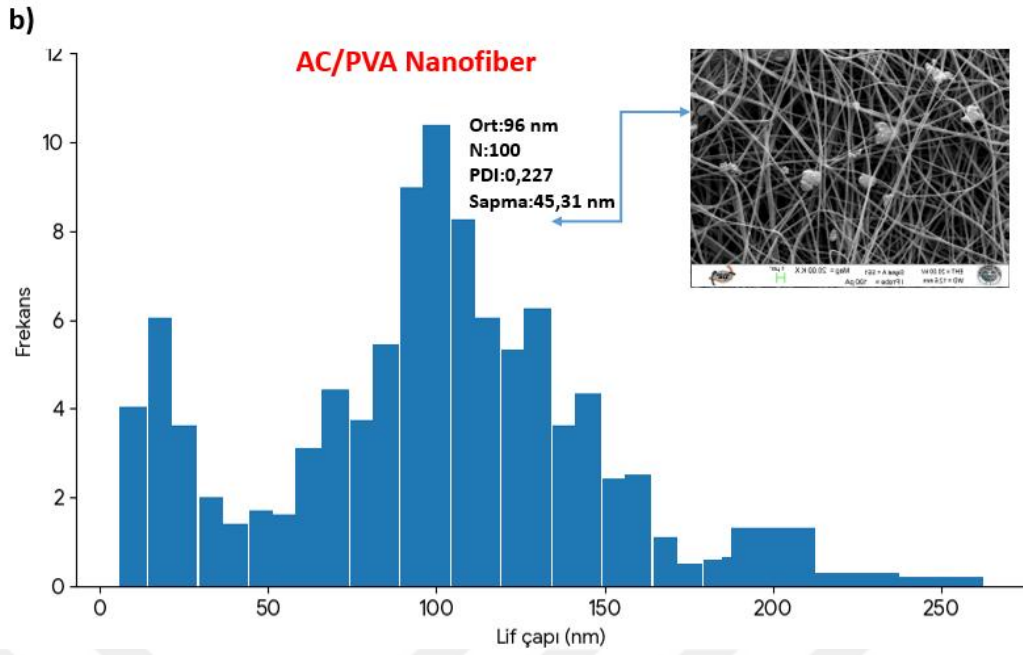 b)
AC/PVA Nanofiber
Ort:96 nm
N:100
PDI:0,227
Sapma:45,31 nm
12
10
8
6
4
2
0
Frekans
0 50 100 150 200 250
Lif çapı (nm)